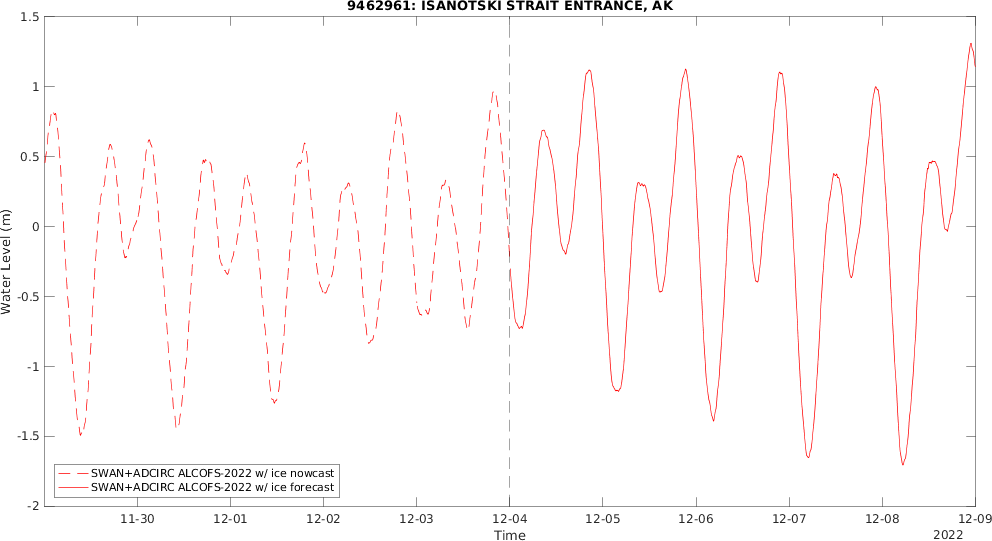 9462961: ISANOTSKI STRAIT ENTRANCE, AK
1.5
1
0.5
0
-0.5
-1
-1.5
-2
Water Level (m)
SWAN+ADCIRC ALCOFS-2022 w/ ice nowcast
SWAN+ADCIRC ALCOFS-2022 w/ ice forecast
11-30 12-01 12-02 12-03 12-04 12-05 12-06 12-07 12-08 12-09
Time
2022